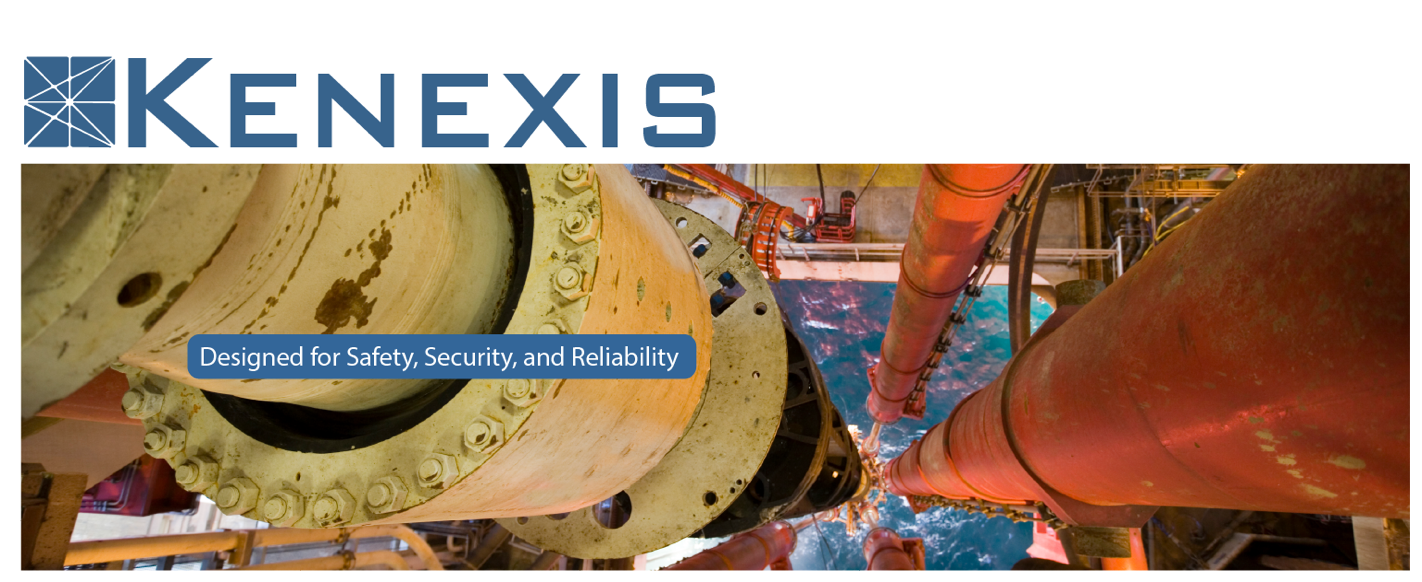 KENEXIS
Designed for Safety, Security, and Reliability